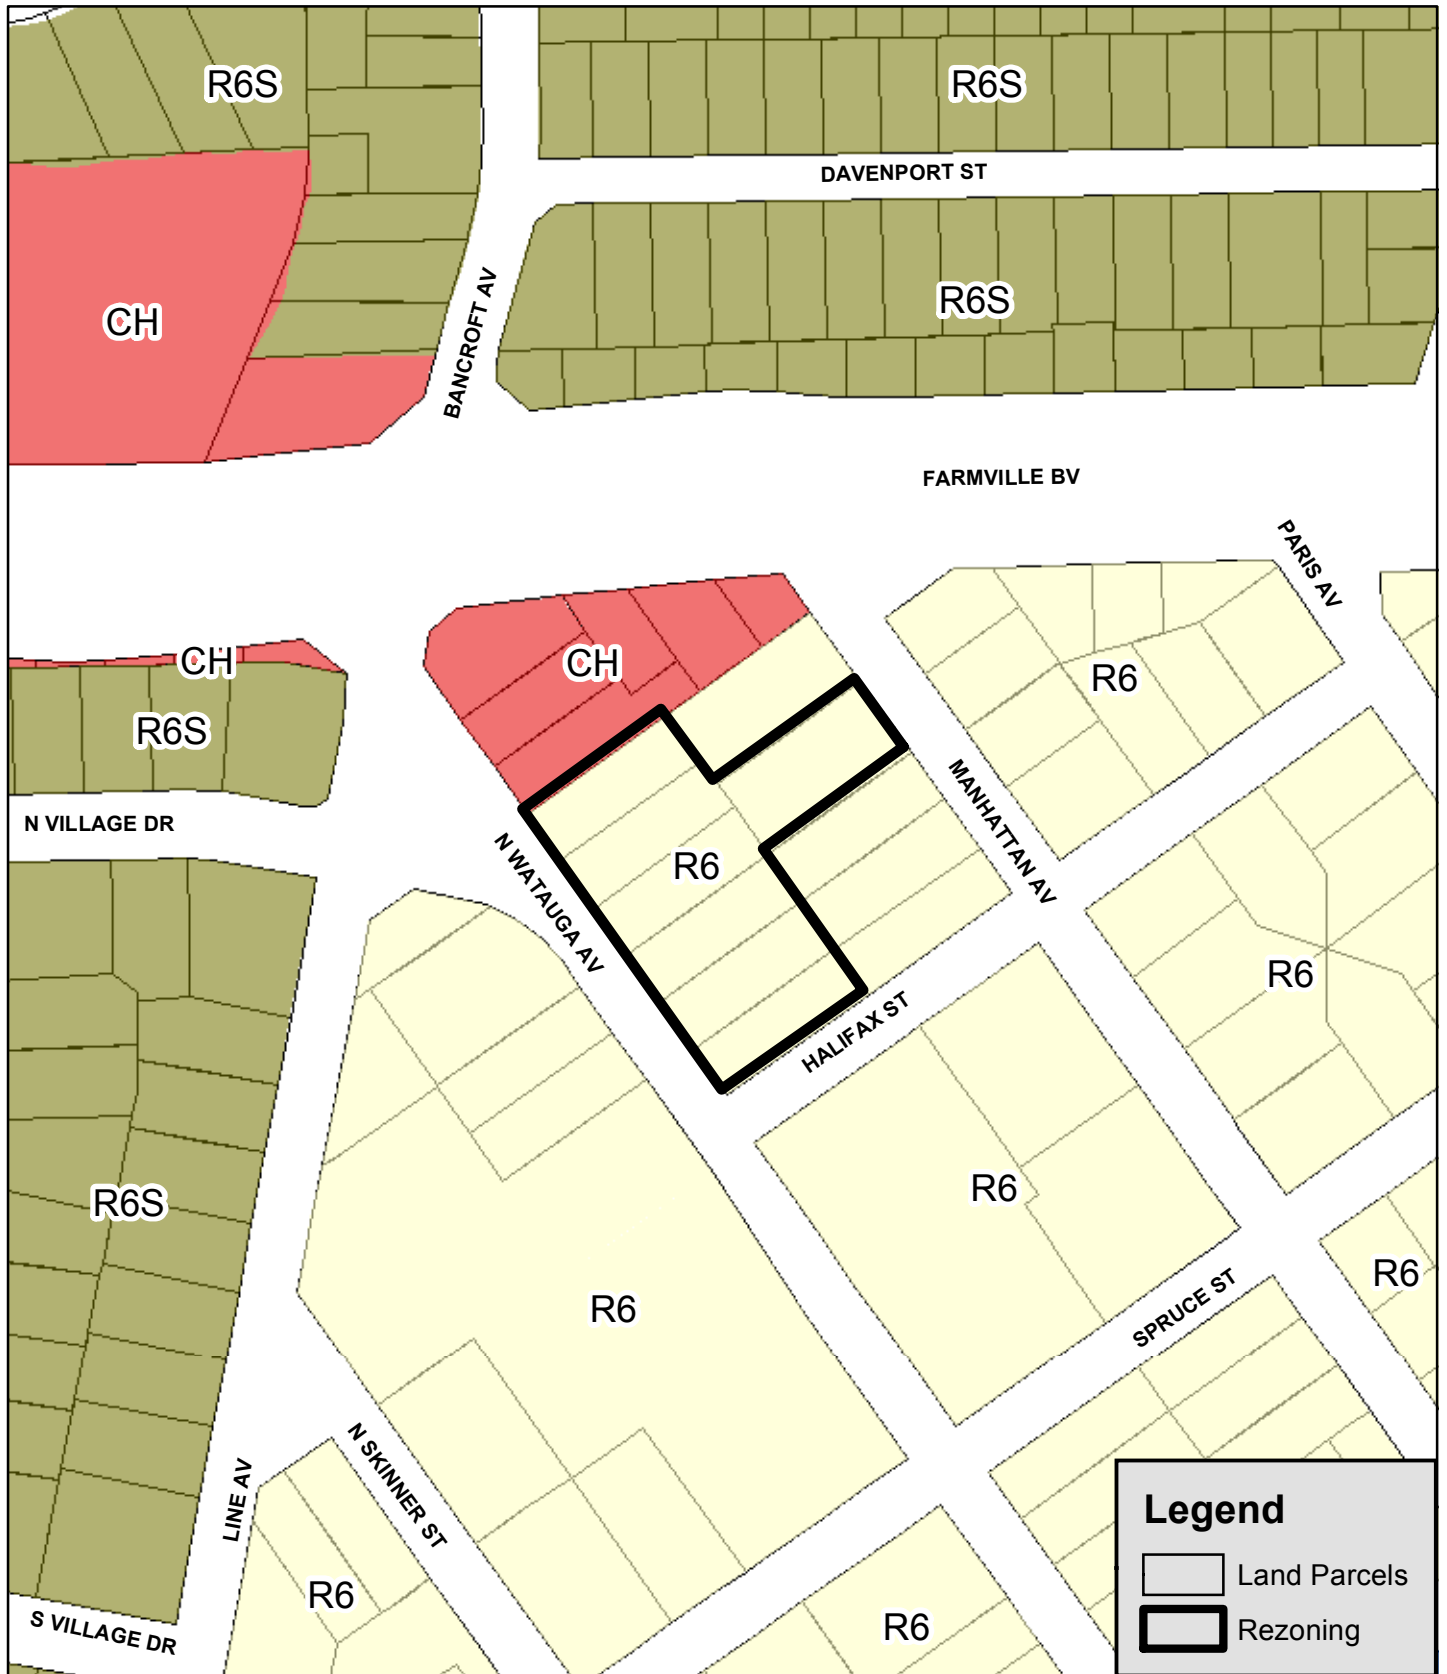 R6S
R6S
DAVENPORT ST
R6S
CH
BANCROFT AV
FARMVILLE BV
PARIS AV
CH
CH
R6
R6S
MANHATTAN AV
N VILLAGE DR
N WATAUGA AV
R6
R6
HALIFAX ST
R6
R6S
R6
SPRUCE ST
R6
LINE AV
N SKINNER ST
R6
R6
S VILLAGE DR
Legend
Land Parcels
Rezoning